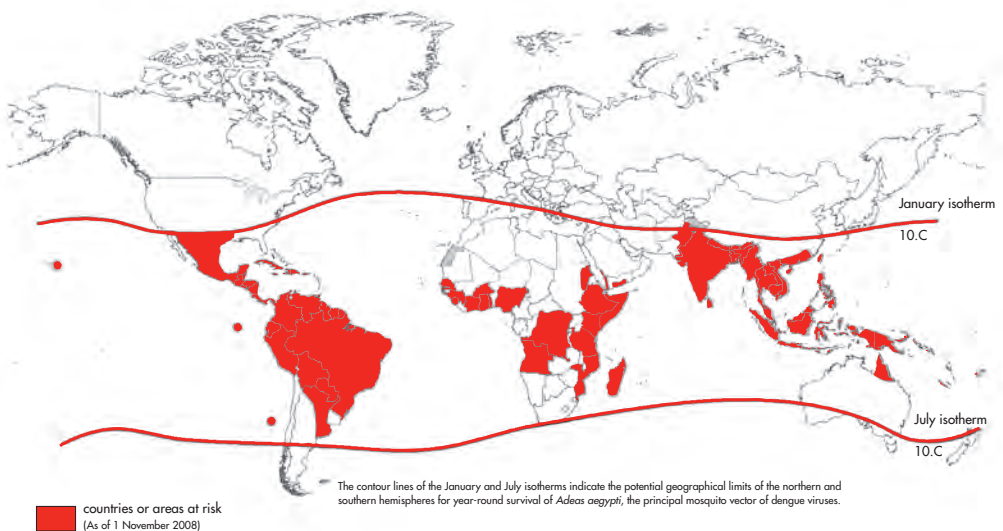 January isotherm
10.C
July isotherm
10.C
The contour lines of the January and July isotherms indicate the potential geographical limits of the northern and
southern hemispheres for year-round survival of Adeas aegypti, the principal mosquito vector of dengue viruses.
countries or areas at risk
(As of 1 November 2008)